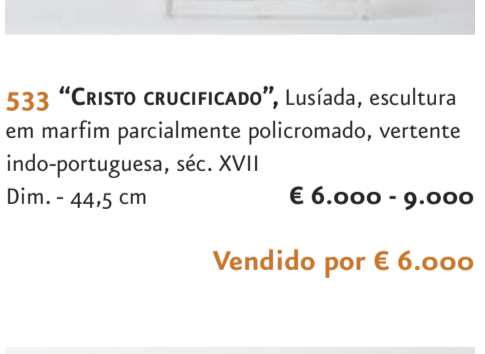 533 “Cristo crucificado”, Lusíada, escultura
em marfim parcialmente policromado, vertente
indo-portuguesa, séc. XVII
Dim. - 44,5 cm € 6.000 - 9.000
Vendido por € 6.000